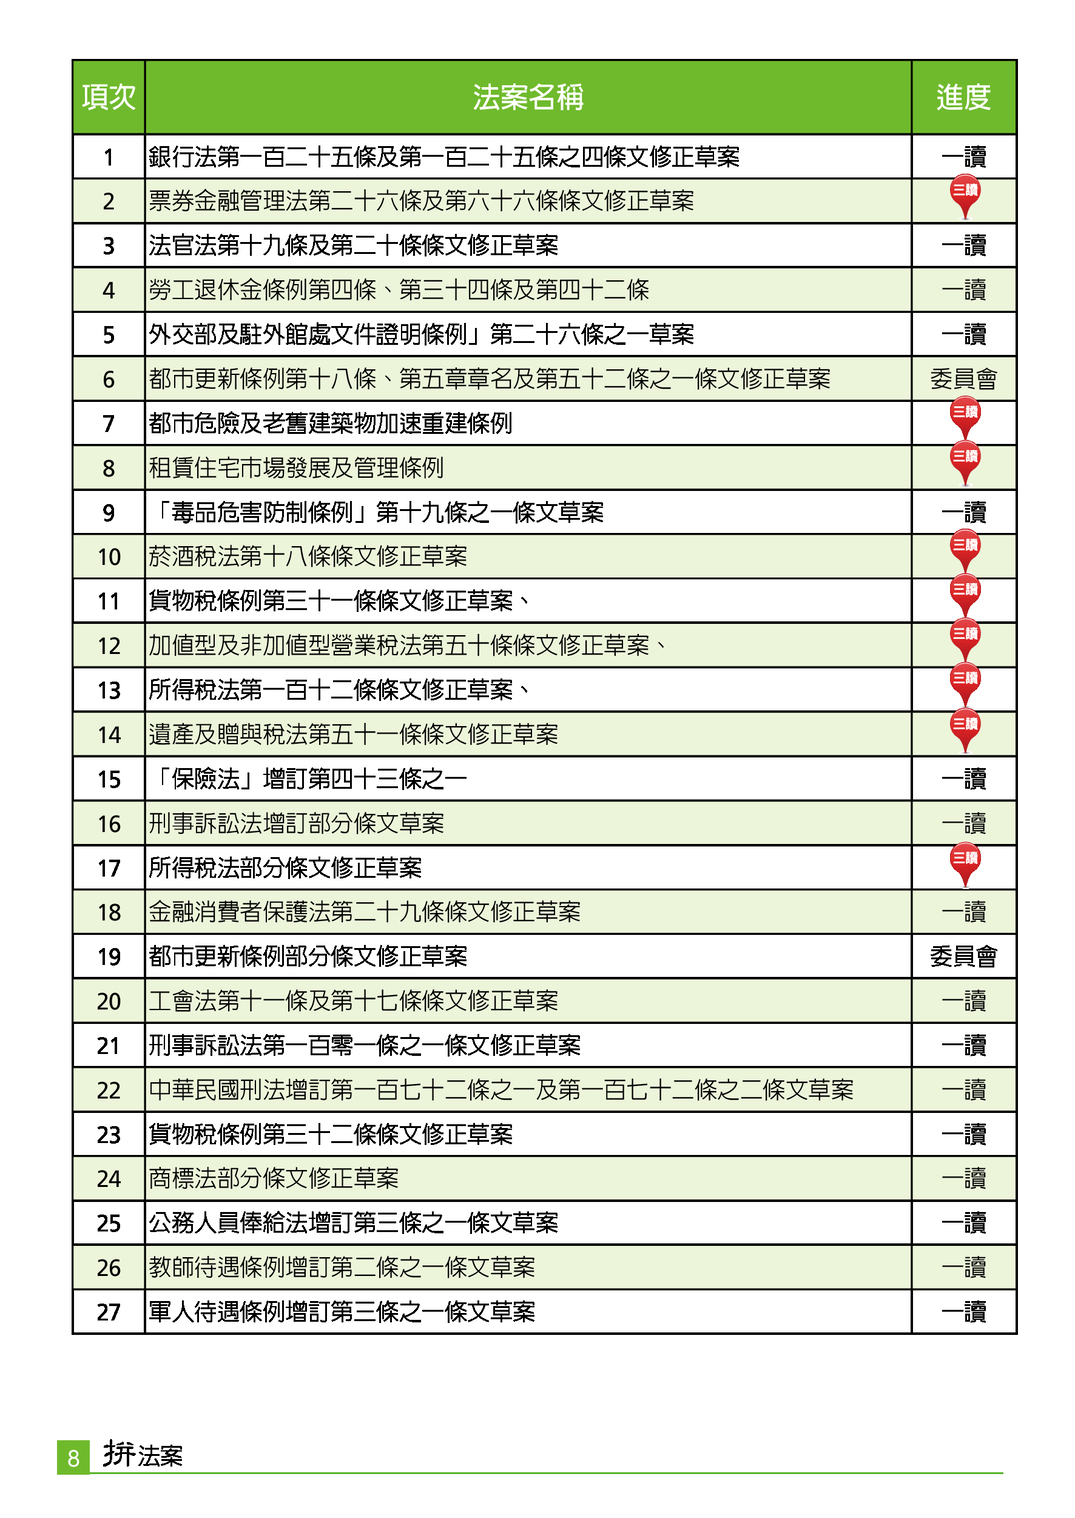 項次 法案名稱 進度
1 銀行法第一百二十五條及第一百二十五條之四條文修正草案 一讀
2 票券金融管理法第二十六條及第六十六條條文修正草案 三讀
3 法官法第十九條及第二十條條文修正草案 一讀
4 勞工退休金條例第四條、第三十四條及第四十二條 一讀
5 外交部及駐外館處文件證明條例」第二十六條之一草案 一讀
6 都市更新條例第十八條、第五章章名及第五十二條之一條文修正草案 委員會
7 都市危險及老舊建築物加速重建條例 三讀
8 租賃住宅市場發展及管理條例 三讀
9 「毒品危害防制條例」第十九條之一條文草案 一讀
10 菸酒稅法第十八條條文修正草案 三讀
11 貨物稅條例第三十一條條文修正草案、 三讀
12 加值型及非加值型營業稅法第五十條條文修正草案、 三讀
13 所得稅法第一百十二條條文修正草案、 三讀
14 遺產及贈與稅法第五十一條條文修正草案 三讀
15 「保險法」增訂第四十三條之一 一讀
16 刑事訴訟法增訂部分條文草案 一讀
17 所得稅法部分條文修正草案 三讀
18 金融消費者保護法第二十九條條文修正草案 一讀
19 都市更新條例部分條文修正草案 委員會
20 工會法第十一條及第十七條條文修正草案 一讀
21 刑事訴訟法第一百零一條之一條文修正草案 一讀
22 中華民國刑法增訂第一百七十二條之一及第一百七十二條之二條文草案 一讀
23 貨物稅條例第三十二條條文修正草案 一讀
24 商標法部分條文修正草案 一讀
25 公務人員俸給法增訂第三條之一條文草案 一讀
26 教師待遇條例增訂第二條之一條文草案 一讀
27 軍人待遇條例增訂第三條之一條文草案 一讀
8 拚法案